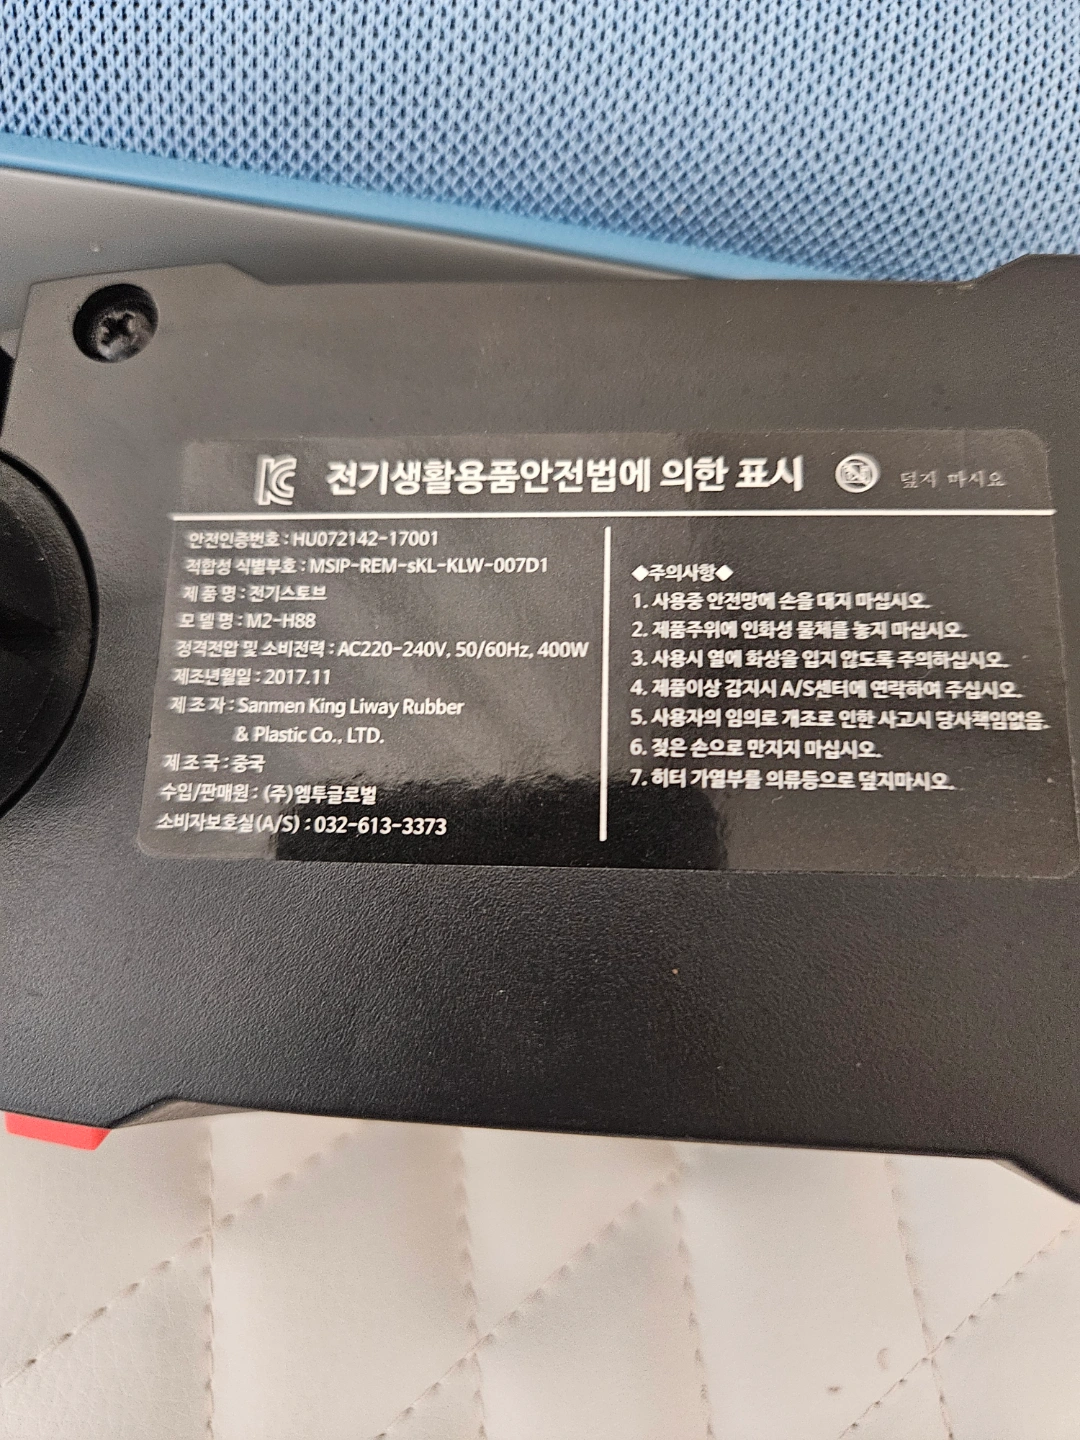 전기생활용품안전법에 의한 표시
덮지 마시요
안전인증번호 : HU072142-17001
적합성 식별부호 : MSIP-REM-sKL-KLW-007D1
제 품 명 : 전기스토브
모 델 명 : M2-H88
정격전압 및 소비전력 : AC220-240V, 50/60Hz, 400W
제조년월일 : 2017.11
제 조 자 : Sanmen King Liway Rubber
& Plastic Co., LTD.
제 조 국 : 중국
수입/판매원 : (주)엠투글로벌
소비자보호실(A/S) : 032-613-3373
◆주의사항◆
1. 사용중 안전망에 손을 대지 마십시오.
2. 제품주위에 인화성 물체를 놓지 마십시오.
3. 사용시 열에 화상을 입지 않도록 주의하십시오.
4. 제품이상 감지시 A/S센터에 연락하여 주십시오.
5. 사용자의 임의로 개조로 인한 사고시 당사책임없음.
6. 젖은 손으로 만지지 마십시오.
7. 히터 가열부를 의류등으로 덮지마시오.